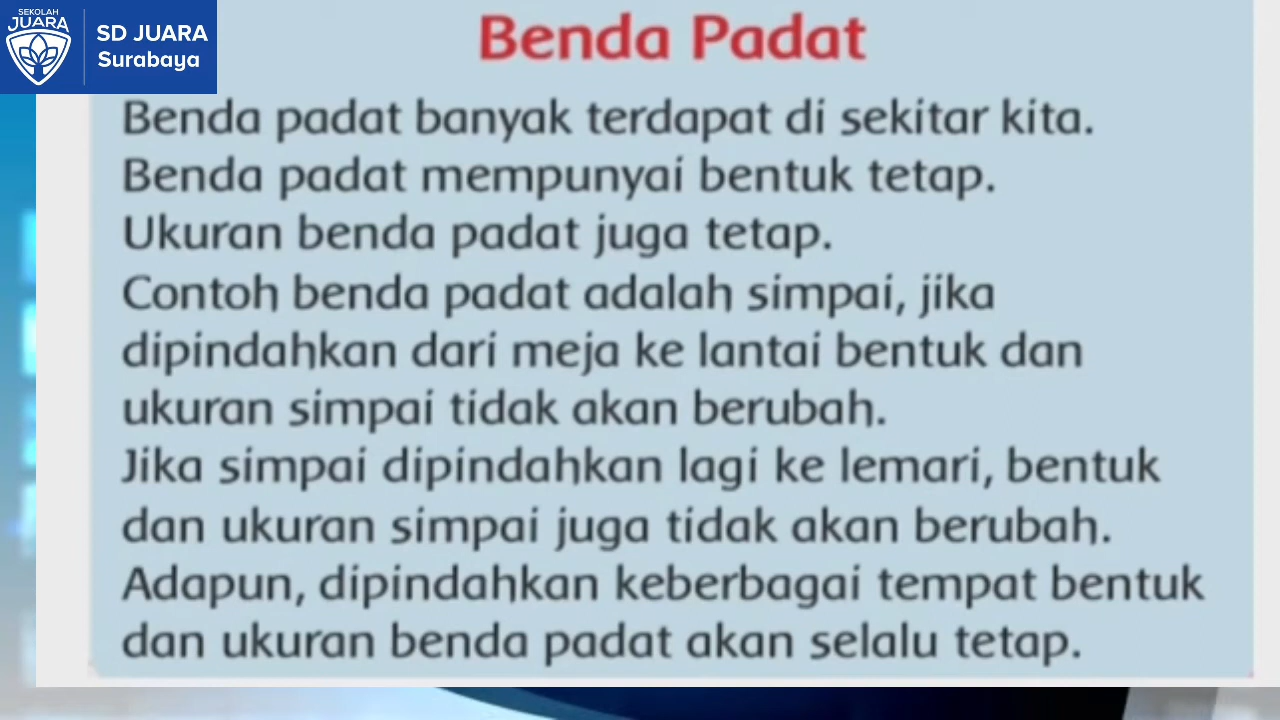 SEKOLAH
JUARA
SD JUARA
Surabaya
Benda Padat
Benda padat banyak terdapat di sekitar kita.
Benda padat mempunyai bentuk tetap.
Ukuran benda padat juga tetap.
Contoh benda padat adalah simpai, jika
dipindahkan dari meja ke lantai bentuk dan
ukuran simpai tidak akan berubah.
Jika simpai dipindahkan lagi ke lemari, bentuk
dan ukuran simpai juga tidak akan berubah.
Adapun, dipindahkan keberbagai tempat bentuk
dan ukuran benda padat akan selalu tetap.